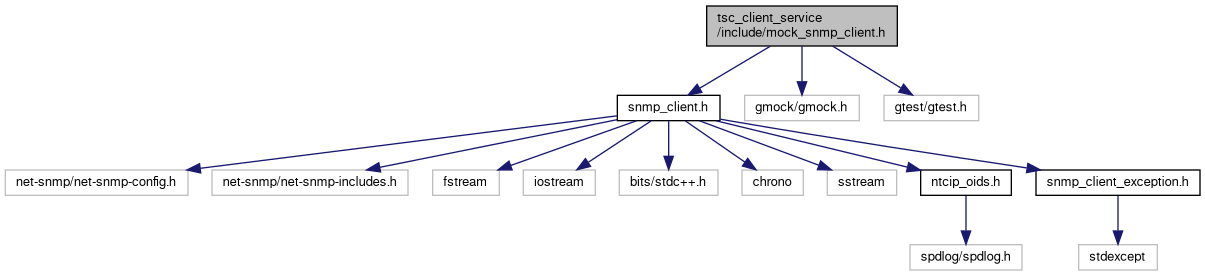 tsc_client_service
/include/mock_snmp_client.h
snmp_client.h
gmock/gmock.h
gtest/gtest.h
net-snmp/net-snmp-config.h
net-snmp/net-snmp-includes.h
fstream
iostream
bits/stdc++.h
chrono
sstream
ntcip_oids.h
snmp_client_exception.h
spdlog/spdlog.h
stdexcept